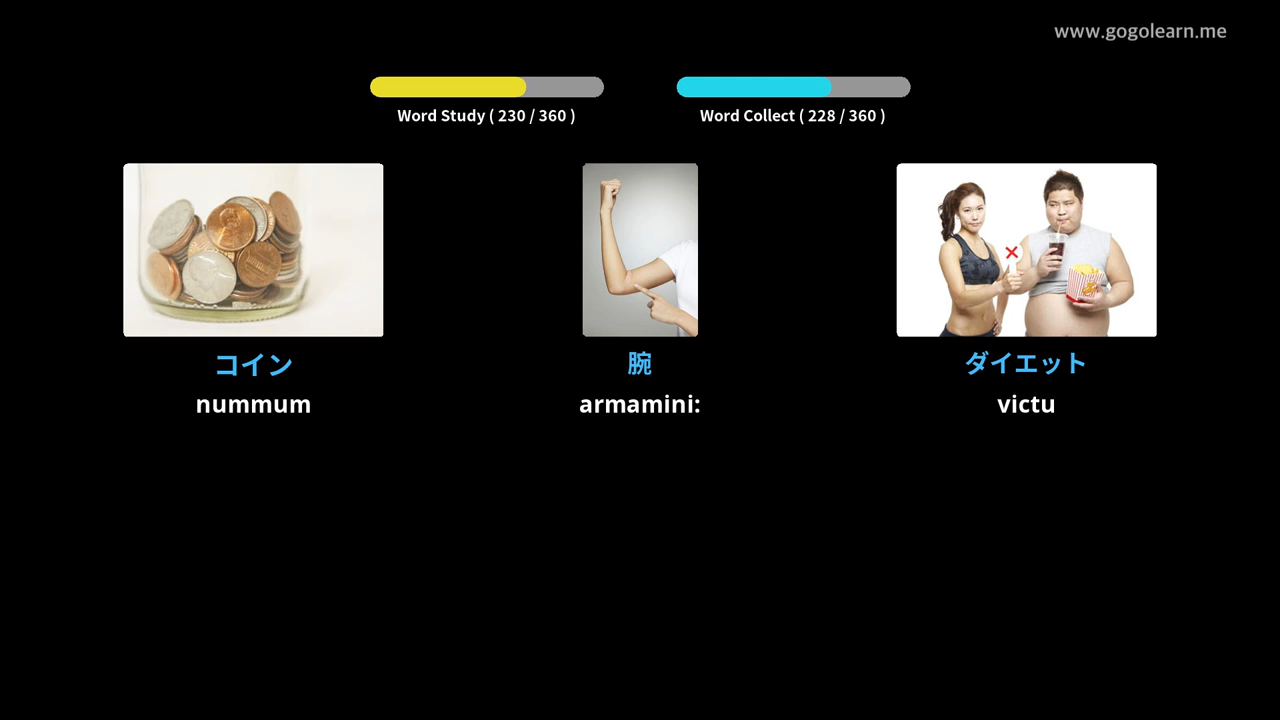 www.gogolearn.me
Word Study ( 230 / 360 )
Word Collect ( 228 / 360 )
コイン
腕
ダイエット
nummum
armamini:
victu